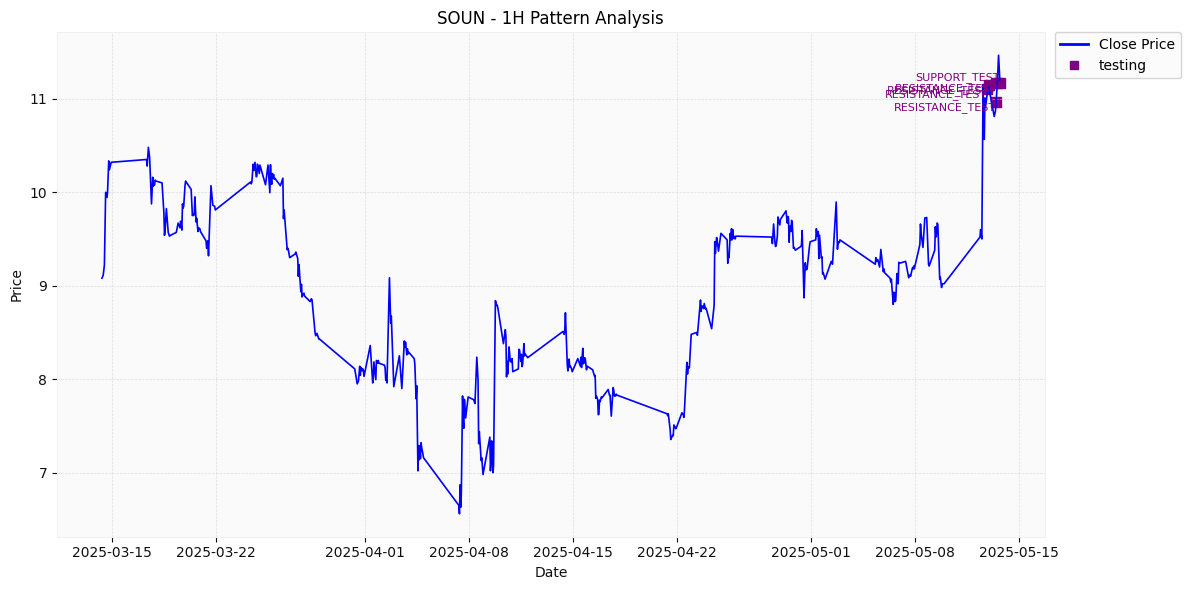 SOUN - 1H Pattern Analysis
Close Price
testing
SUPPORT_TEST
RESISTANCE_TEST
RESISTANCE_TEST
RESISTANCE_TEST
RESISTANCE_TEST
Price
11
10
9
8
7
2025-03-15 2025-03-22 2025-04-01 2025-04-08 2025-04-15 2025-04-22 2025-05-01 2025-05-08 2025-05-15
Date